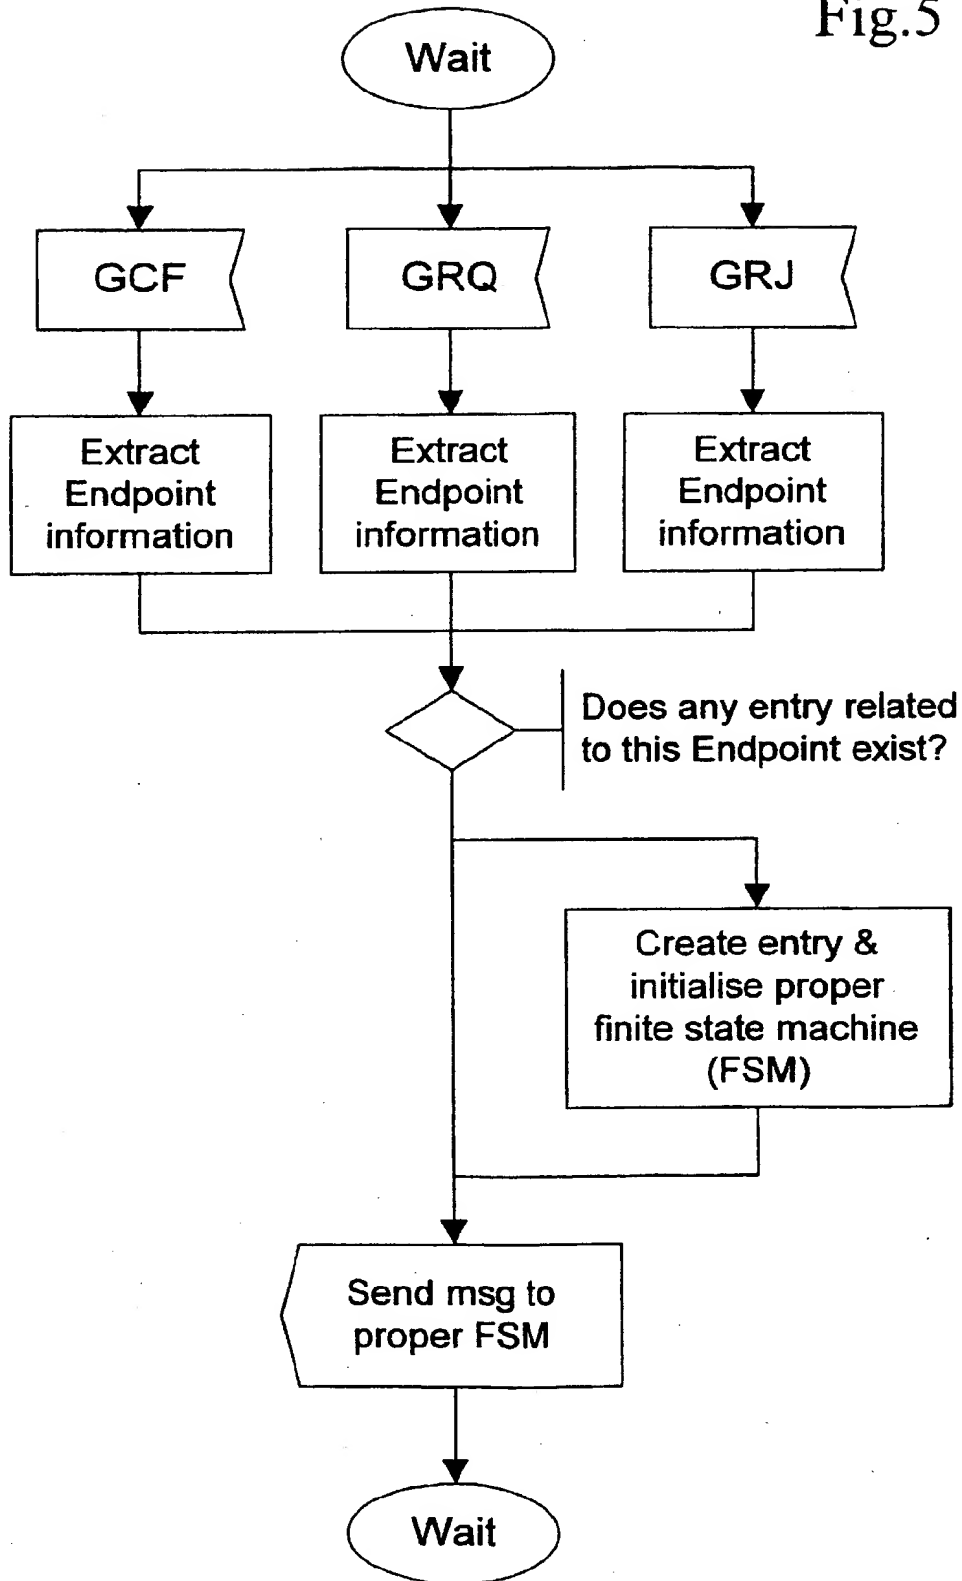 Fig.5
Wait
GCF
GRQ
GRJ
Extract
Endpoint
information
Extract
Endpoint
information
Extract
Endpoint
information
Does any entry related
to this Endpoint exist?
Create entry &
initialise proper
finite state machine
(FSM)
Send msg to
proper FSM
Wait